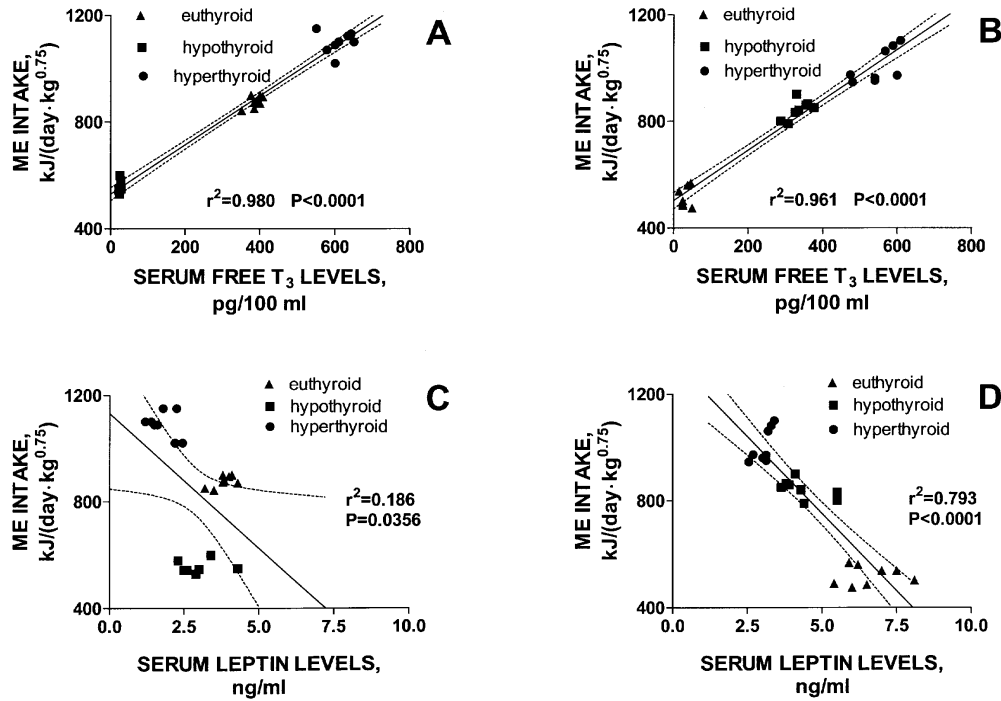 A
euthyroid
hypothyroid
hyperthyroid
ME INTAKE,
kJ/(day·kg0.75)
1200
800
400
r2=0.980 P<0.0001
0 200 400 600 800
SERUM FREE T3 LEVELS,
pg/100 ml
B
euthyroid
hypothyroid
hyperthyroid
ME INTAKE,
kJ/(day·kg0.75)
1200
800
400
r2=0.961 P<0.0001
0 200 400 600 800
SERUM FREE T3 LEVELS,
pg/100 ml
C
euthyroid
hypothyroid
hyperthyroid
ME INTAKE,
kJ/(day·kg0.75)
1200
800
400
r2=0.186
P=0.0356
0.0 2.5 5.0 7.5 10.0
SERUM LEPTIN LEVELS,
ng/ml
D
euthyroid
hypothyroid
hyperthyroid
ME INTAKE,
kJ/(day·kg0.75)
1200
800
400
r2=0.793
P<0.0001
0.0 2.5 5.0 7.5 10.0
SERUM LEPTIN LEVELS,
ng/ml